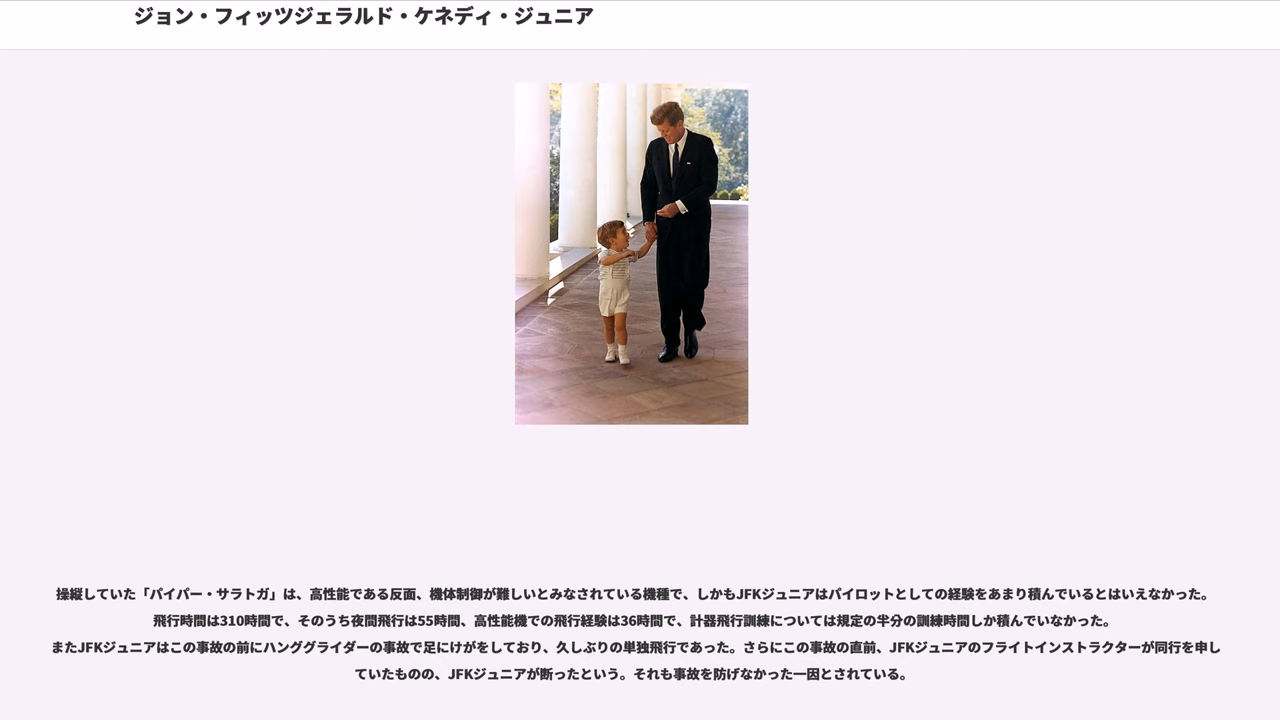 ジョン・フィッツジェラルド・ケネディ・ジュニア
操縦していた「パイパー・サラトガ」は、高性能である反面、機体制御が難しいとみなされている機種で、しかもJFKジュニアはパイロットとしての経験をあまり積んでいるとはいえなかった。
飛行時間は310時間で、そのうち夜間飛行は55時間、高性能機での飛行経験は36時間で、計器飛行訓練については規定の半分の訓練時間しか積んでいなかった。
またJFKジュニアはこの事故の前にハンググライダーの事故で足にけがをしており、久しぶりの単独飛行であった。さらにこの事故の直前、JFKジュニアのフライトインストラクターが同行を申し
ていたものの、JFKジュニアが断ったという。それも事故を防げなかった一因とされている。